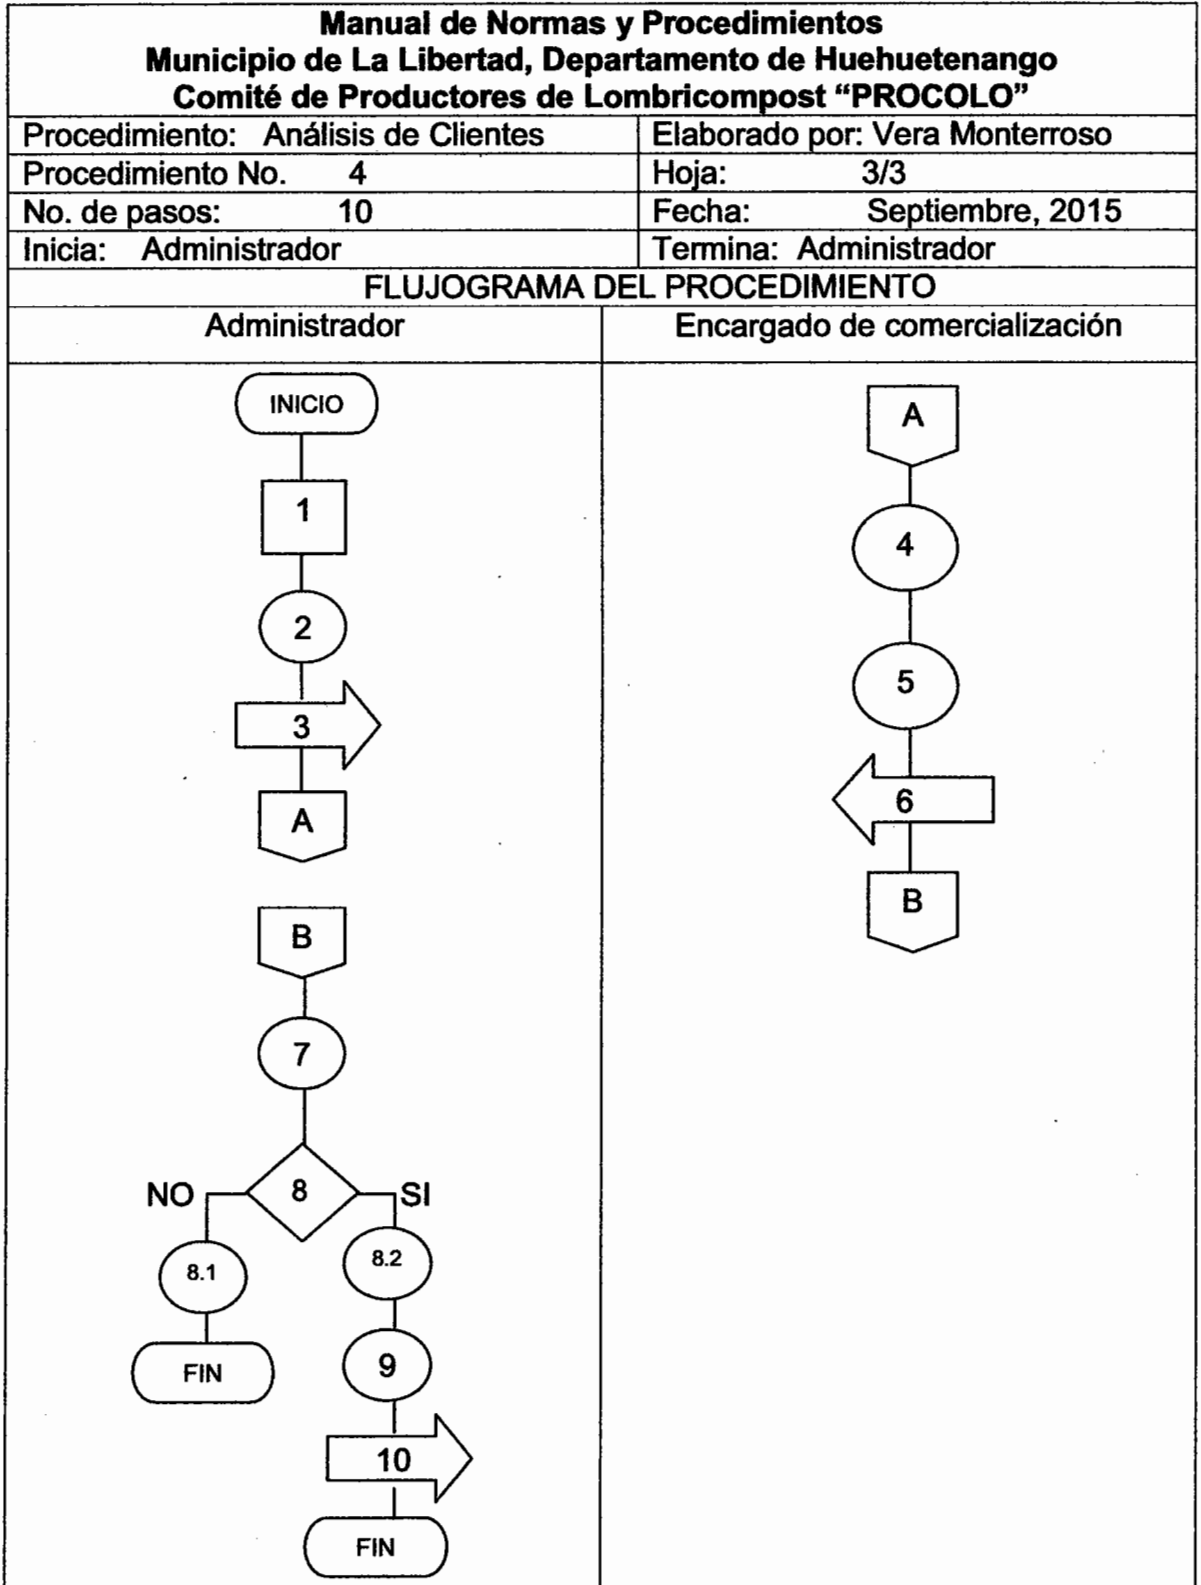 Manual de Normas y Procedimientos
Municipio de La Libertad, Departamento de Huehuetenango
Comité de Productores de Lombricompost “PROCOLO”
Procedimiento: Análisis de Clientes
Elaborado por: Vera Monterroso
Procedimiento No. 4
Hoja: 3/3
No. de pasos: 10
Fecha: Septiembre, 2015
Inicia: Administrador
Termina: Administrador
FLUJOGRAMA DEL PROCEDIMIENTO
Administrador
Encargado de comercialización
INICIO
1
2
3
A
B
7
8
NO
SI
8.1
8.2
FIN
9
10
FIN
A
4
5
6
B